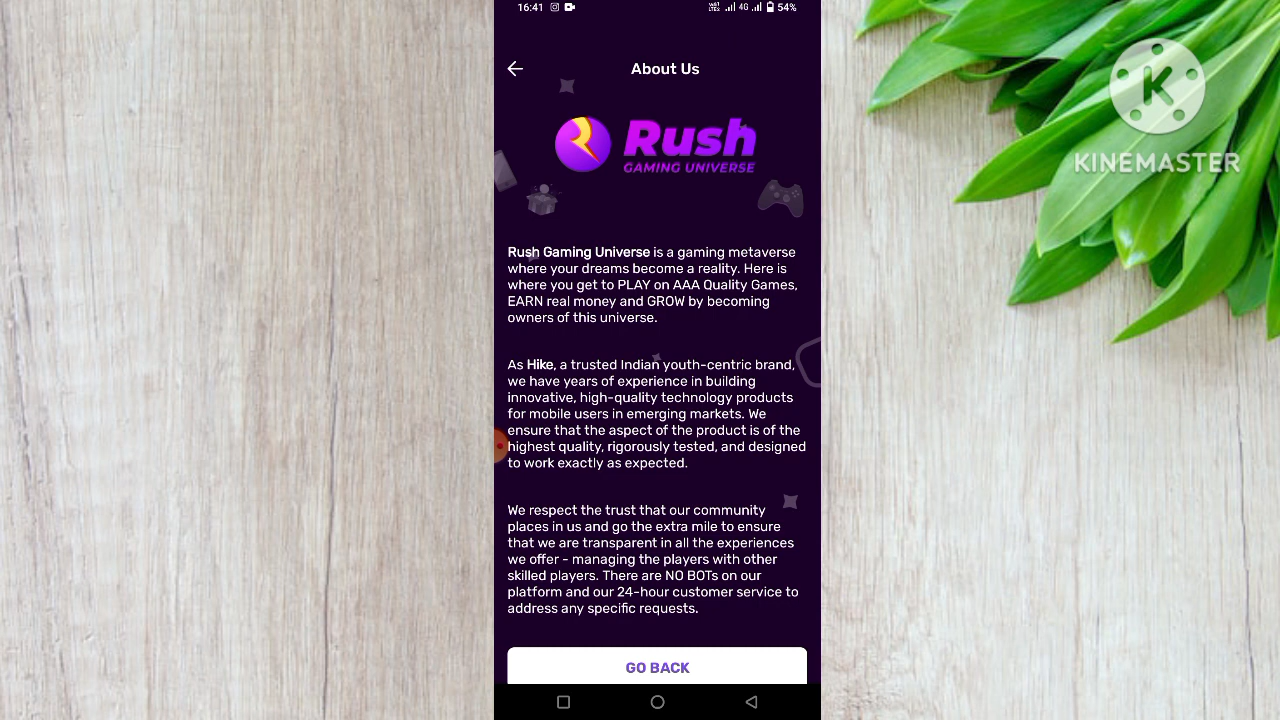 16:41
4G
54%
About Us
Rush
GAMING UNIVERSE
KINEMASTER
Rush Gaming Universe is a gaming metaverse
where your dreams become a reality. Here is
where you get to PLAY on AAA Quality Games,
EARN real money and GROW by becoming
owners of this universe.
As Hike, a trusted Indian youth-centric brand,
we have years of experience in building
innovative, high-quality technology products
for mobile users in emerging markets. We
ensure that the aspect of the product is of the
highest quality, rigorously tested, and designed
to work exactly as expected.
We respect the trust that our community
places in us and go the extra mile to ensure
that we are transparent in all the experiences
we offer - managing the players with other
skilled players. There are NO BOTs on our
platform and our 24-hour customer service to
address any specific requests.
GO BACK